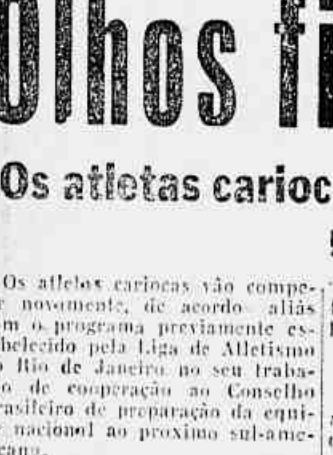 olhos fi
Os atletas carioc
Os atletas cariocas vão compe-
r novamente, de acordo aliás
m o programa previamente es-
belecido pela Liga de Atletismo
o Rio de Janeiro no seu traba-
o de cooperação ao Conselho
rasileiro de preparação da equi-
nacional ao proximo sul-ame-
cano.